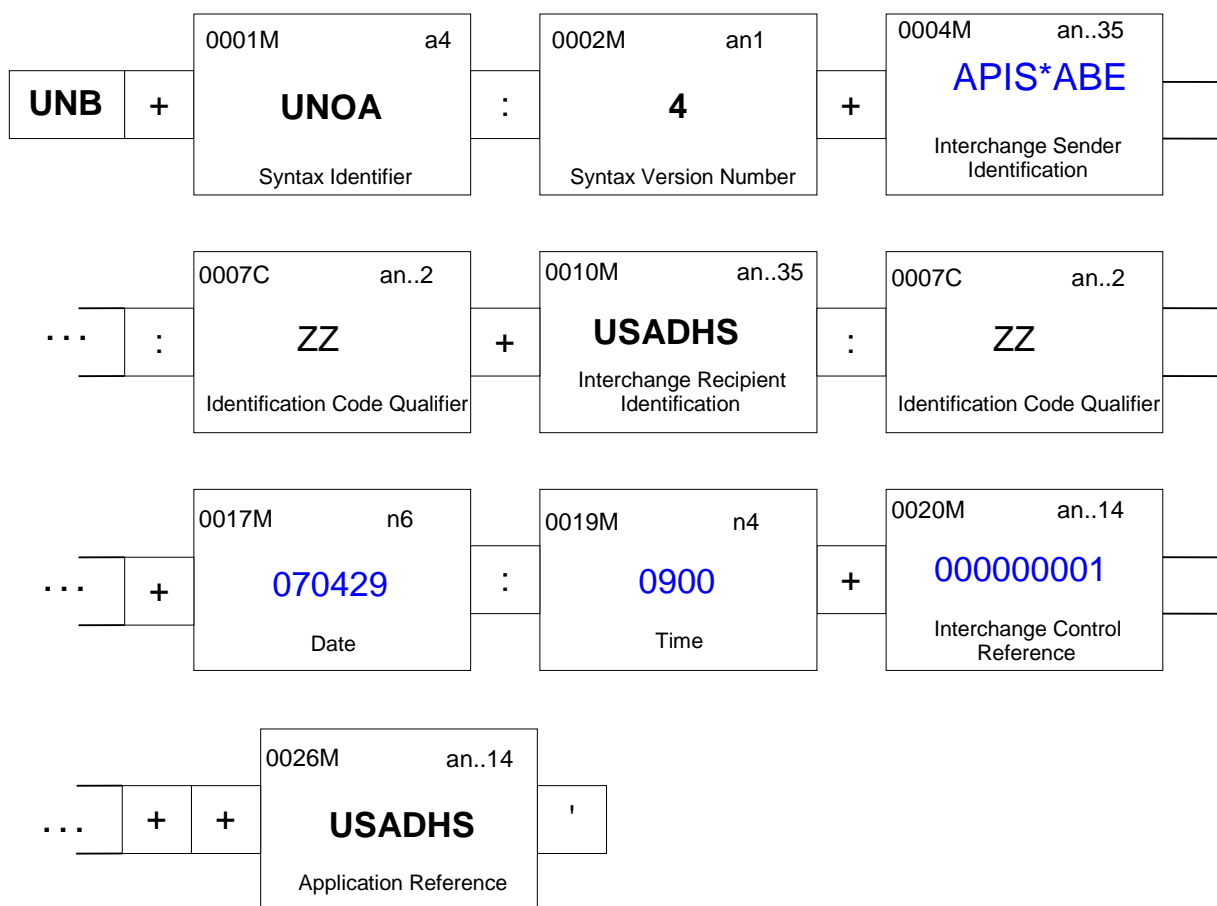 0001M a4 0002M an1 0004M an..35
UNB + UNOA : 4 + APIS*ABE
Syntax Identifier Syntax Version Number Interchange Sender
Identification
0007C an..2 0010M an..35 0007C an..2
... : ZZ + USADHS : ZZ
Identification Code Qualifier Interchange Recipient Identification Code Qualifier
Identification
0017M n6 0019M n4 0020M an..14
... + 070429 : 0900 + 000000001
Date Time Interchange Control
Reference
0026M an..14
... + + USADHS '
Application Reference